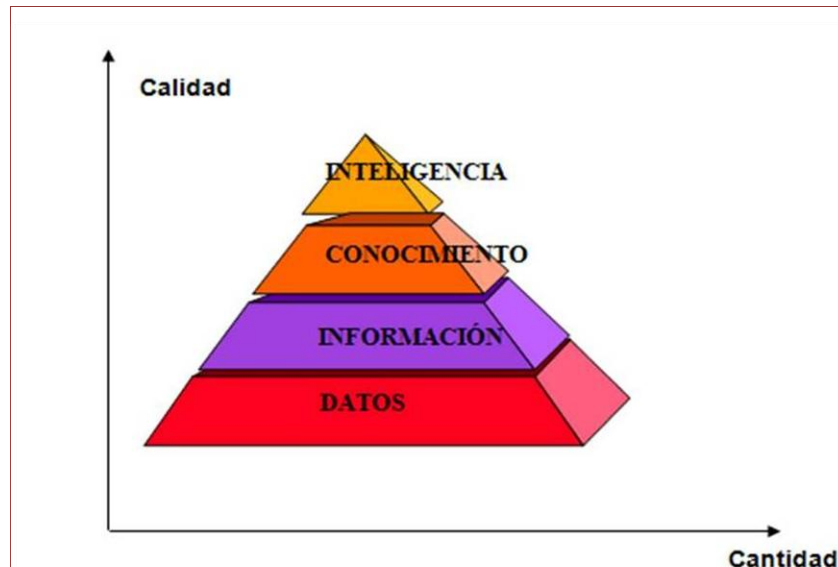 Calidad
INTELIGENCIA
CONOCIMIENTO
INFORMACIÓN
DATOS
Cantidad